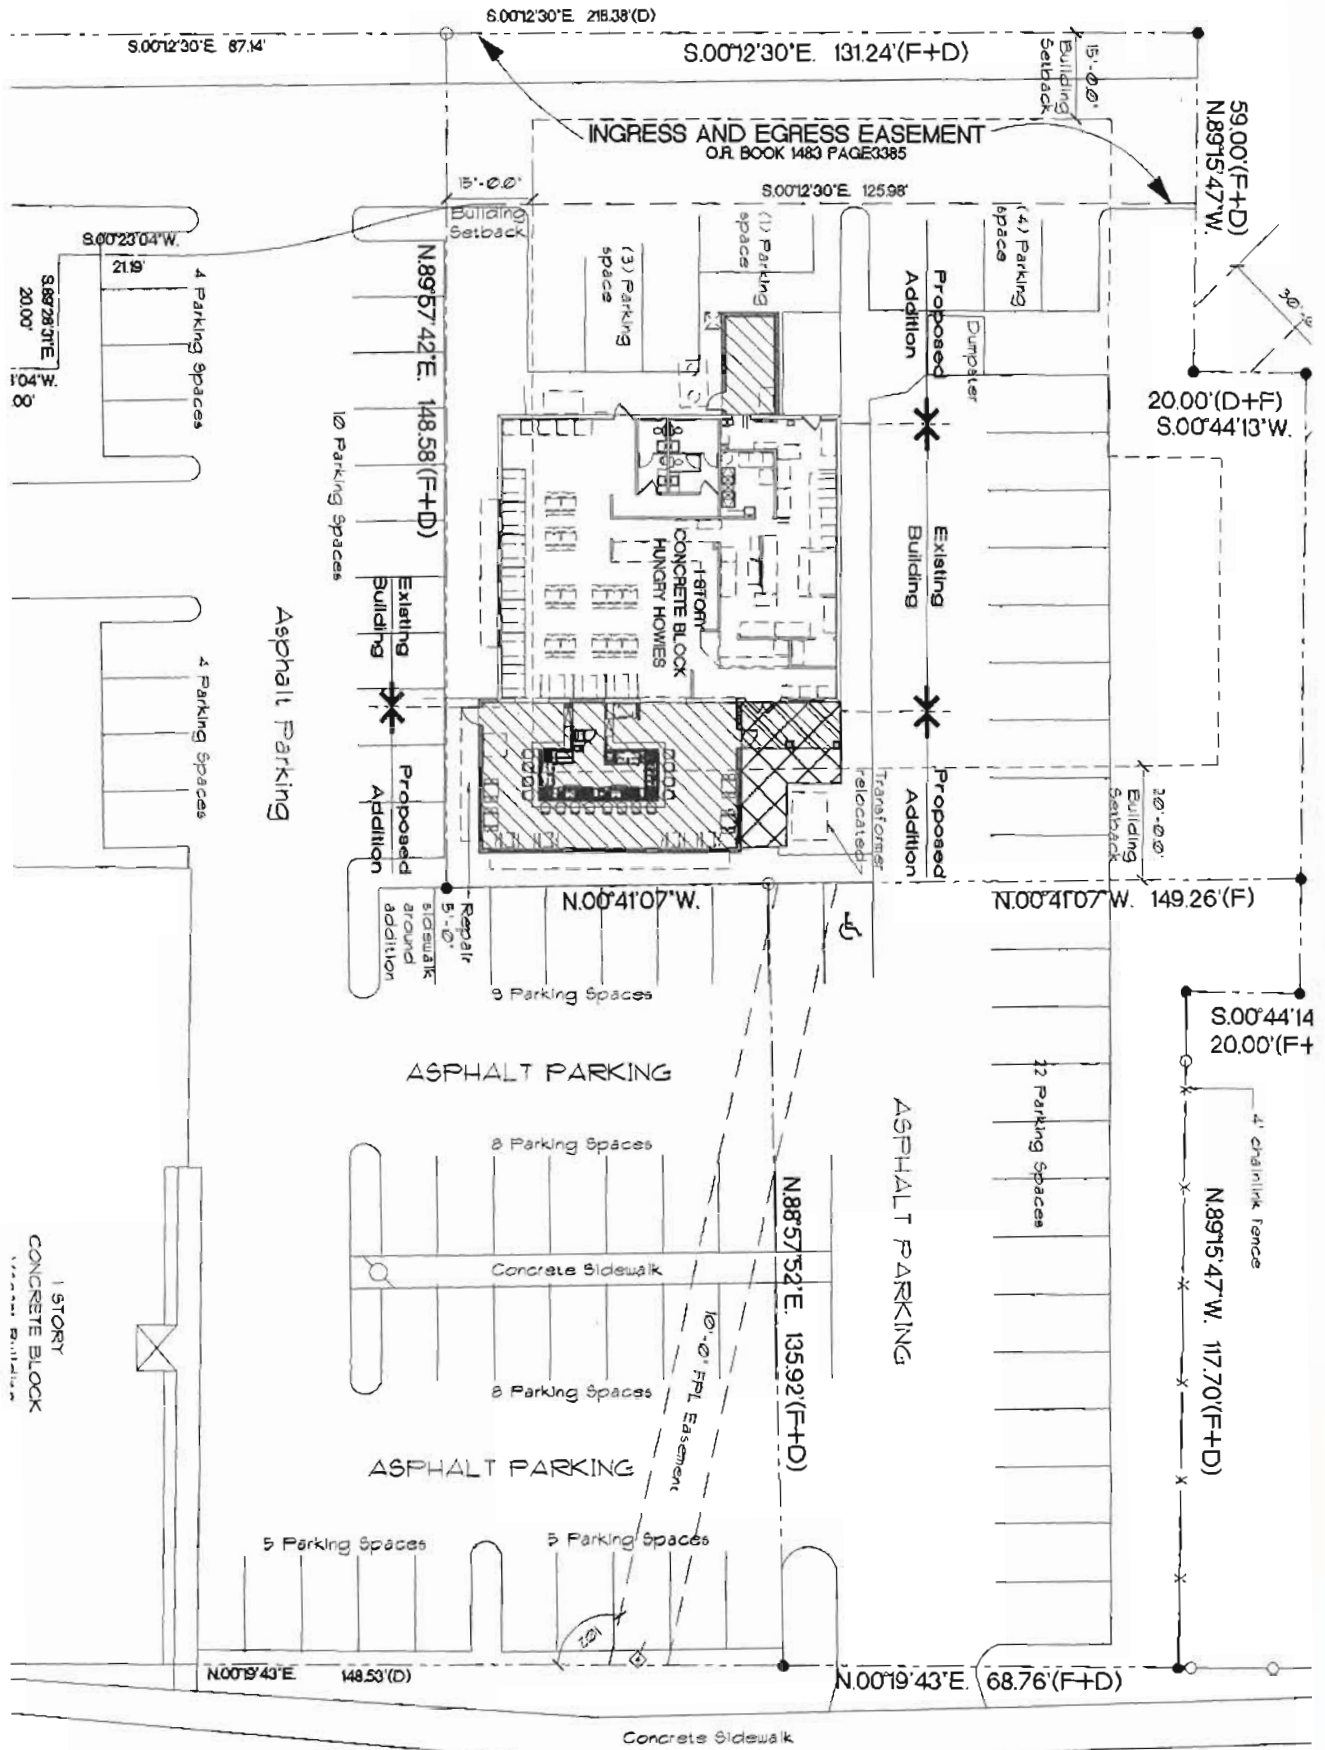 S.00°12'30"E. 218.38'(D)
S.00°12'30"E. 87.14'
S.00°12'30"E. 131.24'(F+D)
15'-0.0"
Building
Setback
59.00'(F+D)
N.89°15'47"W.
INGRESS AND EGRESS EASEMENT
O.R. BOOK 1483 PAGE3385
15'-0.0"
Building
Setback
S.00°12'30"E. 125.98'
S.00°23'04"W.
21.19'
S.89°28'31"E.
20.00'
4 Parking Spaces
N.89°57'42"E. 148.58'(F+D)
(3) Parking
space
(1) Parking
space
Proposed
Addition
(4) Parking
space
Dumpster
20.00'(D+F)
S.00°44'13"W.
10 Parking Spaces
1-STORY
CONCRETE BLOCK
HUNGRY HOWIES
Existing
Building
Existing
Building
4 Parking Spaces
Asphalt Parking
Proposed
Addition
Transformer
relocated
Proposed
Addition
Building
Setback
N.00°41'07"W.
N.00°41'07"W. 149.26'(F)
Repair
5'-0"
sidewalk
around
addition
9 Parking Spaces
S.00°44'14
20.00'(F+
ASPHALT PARKING
22 Parking Spaces
4' chainlink fence
ASPHALT PARKING
8 Parking Spaces
N.88°57'52"E. 135.92'(F+D)
N.89°15'47"W. 117.70'(F+D)
Concrete Sidewalk
1 STORY
CONCRETE BLOCK
10'-0" FPL Easement
8 Parking Spaces
ASPHALT PARKING
5 Parking Spaces
5 Parking Spaces
N.00°19'43"E. 148.53'(D)
N.00°19'43"E. 68.76'(F+D)
Concrete Sidewalk